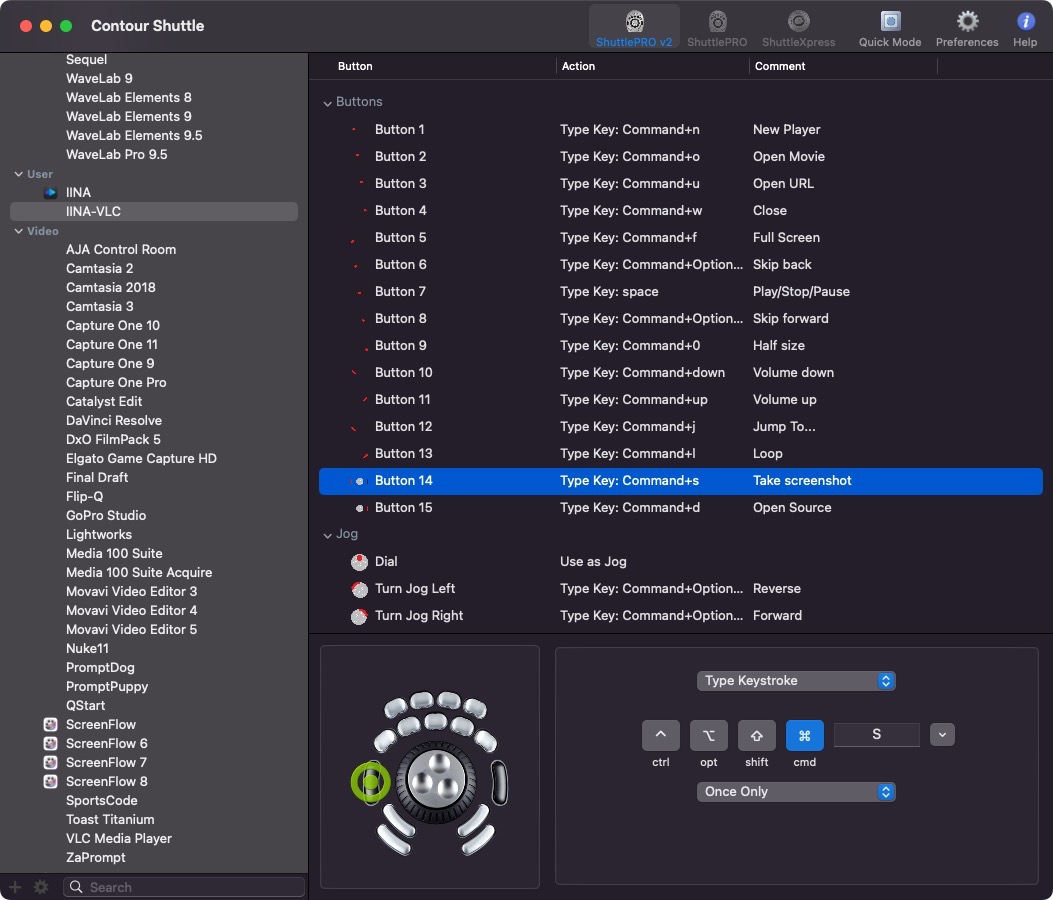 Contour Shuttle
ShuttlePRO v2 ShuttlePRO ShuttleXpress Quick Mode Preferences Help
Sequel
WaveLab 9
WaveLab Elements 8
WaveLab Elements 9
WaveLab Elements 9.5
WaveLab Pro 9.5
User
IINA
IINA-VLC
Video
AJA Control Room
Camtasia 2
Camtasia 2018
Camtasia 3
Capture One 10
Capture One 11
Capture One 9
Capture One Pro
Catalyst Edit
DaVinci Resolve
DxO FilmPack 5
Elgato Game Capture HD
Final Draft
Flip-Q
GoPro Studio
Lightworks
Media 100 Suite
Media 100 Suite Acquire
Movavi Video Editor 3
Movavi Video Editor 4
Movavi Video Editor 5
Nuke11
PromptDog
PromptPuppy
QStart
ScreenFlow
ScreenFlow 6
ScreenFlow 7
ScreenFlow 8
SportsCode
Toast Titanium
VLC Media Player
ZaPrompt
Search
Button Action Comment
Buttons
Button 1 Type Key: Command+n New Player
Button 2 Type Key: Command+o Open Movie
Button 3 Type Key: Command+u Open URL
Button 4 Type Key: Command+w Close
Button 5 Type Key: Command+f Full Screen
Button 6 Type Key: Command+Option... Skip back
Button 7 Type Key: space Play/Stop/Pause
Button 8 Type Key: Command+Option... Skip forward
Button 9 Type Key: Command+0 Half size
Button 10 Type Key: Command+down Volume down
Button 11 Type Key: Command+up Volume up
Button 12 Type Key: Command+j Jump To...
Button 13 Type Key: Command+l Loop
Button 14 Type Key: Command+s Take screenshot
Button 15 Type Key: Command+d Open Source
Jog
Dial Use as Jog
Turn Jog Left Type Key: Command+Option... Reverse
Turn Jog Right Type Key: Command+Option... Forward
Type Keystroke
⌃ ⌥ ⇧ ⌘ S
ctrl opt shift cmd
Once Only